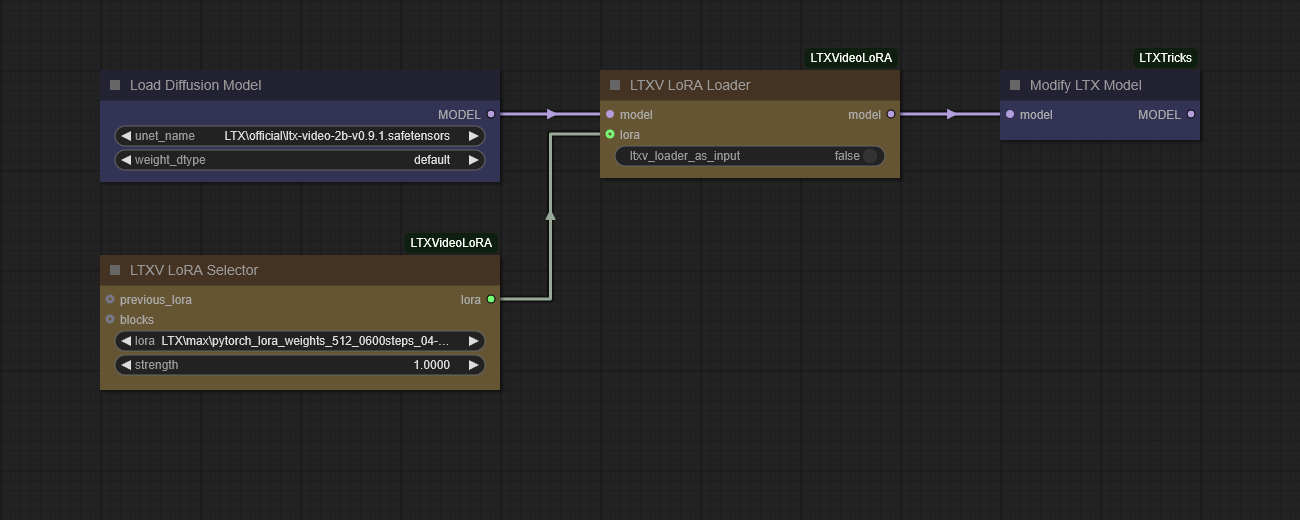 LTXVideoLoRA
LTXTricks
Load Diffusion Model
LTXV LoRA Loader
Modify LTX Model
MODEL
model
model
model
MODEL
unet_name LTX\official\ltx-video-2b-v0.9.1.safetensors
lora
weight_dtype default
ltxv_loader_as_input false
LTXVideoLoRA
LTXV LoRA Selector
previous_lora
lora
blocks
lora LTX\max\pytorch_lora_weights_512_0600steps_04-...
strength 1.0000